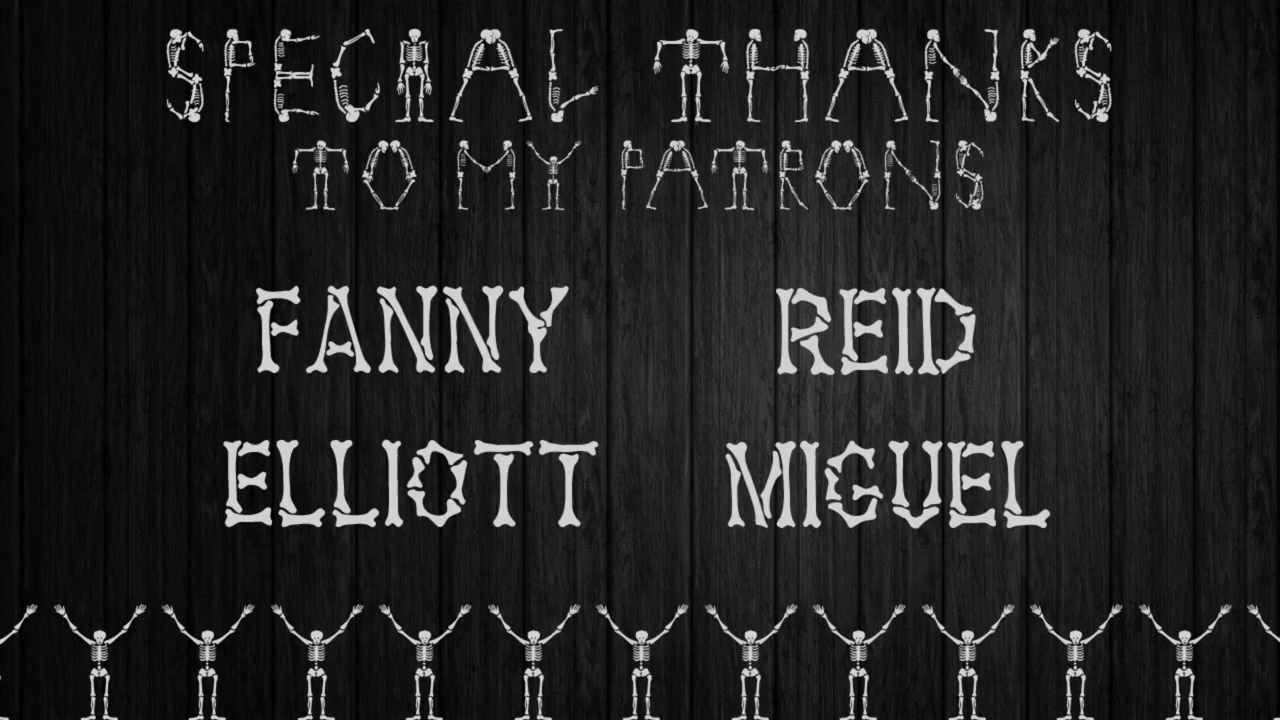 SPECIAL THANKS
TO MY PATRONS
FANNY REID
ELLIOTT MIGUEL